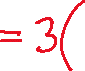 = 3(